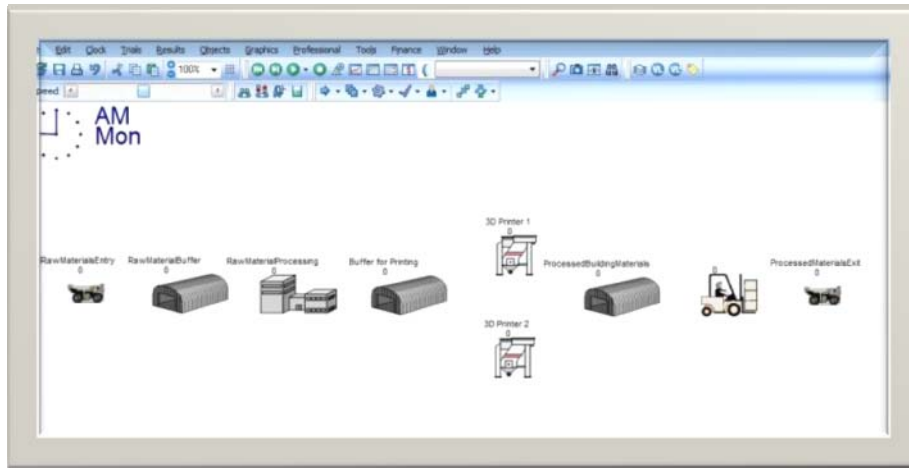 Edit Clock Trials Results Objects Graphics Professional Tools Finance Window Help
100%
AM
Mon
3D Printer 1
0
RawMaterialsEntry RawMaterialBuffer RawMaterialProcessing Buffer for Printing ProcessedBuildingMaterials ProcessedMaterialsExit
0 0 0 0 0 0 0
3D Printer 2
0